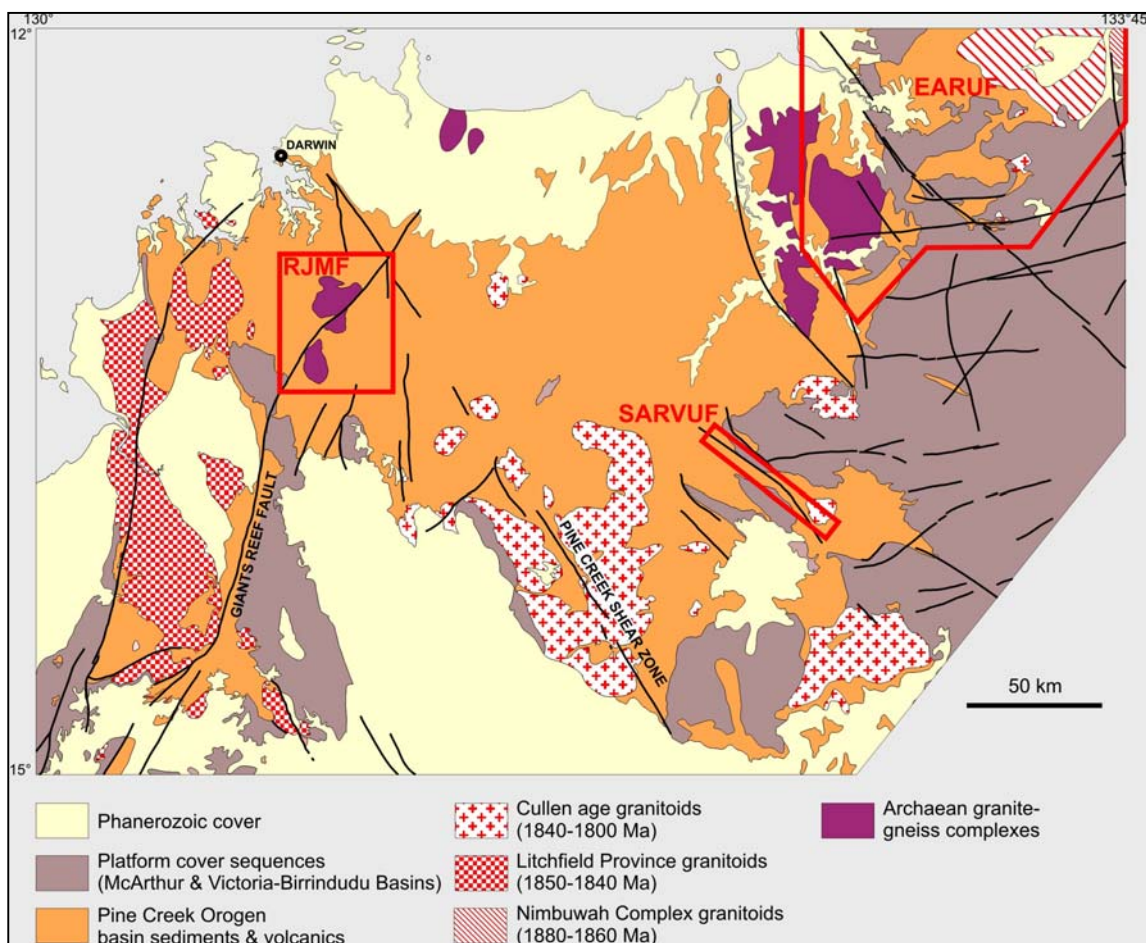 130°
133°45
12°
EARUF
DARWIN
RJMF
SARVUF
GIANTS REEF FAULT
PINE CREEK SHEAR ZONE
50 km
15°
Phanerozoic cover
Platform cover sequences
(McArthur & Victoria-Birrindudu Basins)
Pine Creek Orogen
basin sediments & volcanics
Cullen age granitoids
(1840-1800 Ma)
Litchfield Province granitoids
(1850-1840 Ma)
Nimbuwah Complex granitoids
(1880-1860 Ma)
Archaean granite-
gneiss complexes